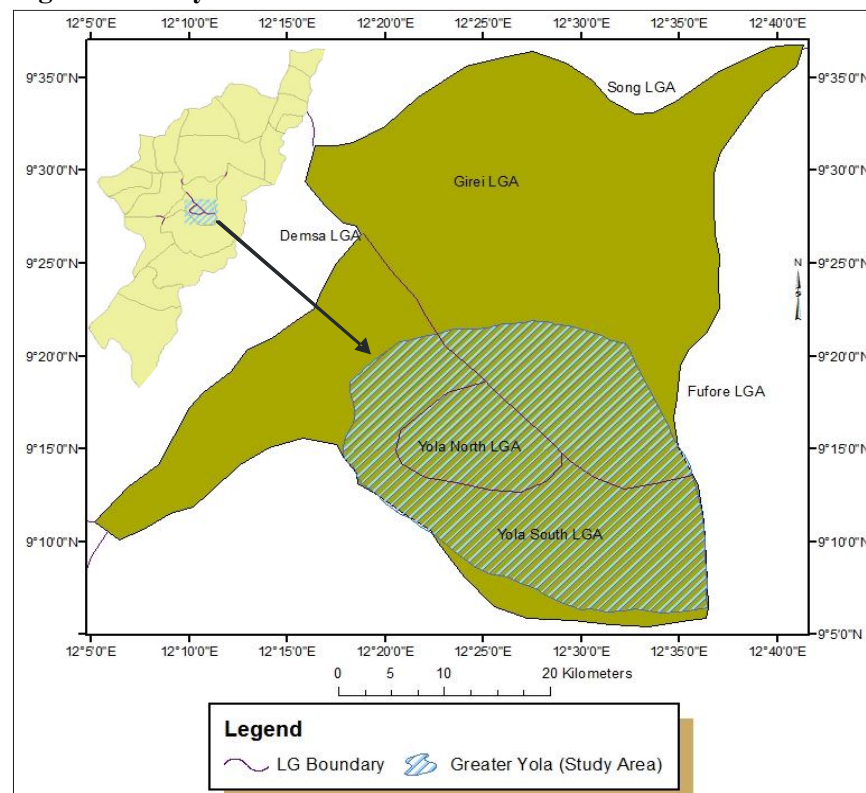 12°5'0"E 12°10'0"E 12°15'0"E 12°20'0"E 12°25'0"E 12°30'0"E 12°35'0"E 12°40'0"E
9°35'0"N 9°35'0"N
Song LGA
9°30'0"N 9°30'0"N
Girei LGA
Demsa LGA
9°25'0"N 9°25'0"N
N
S
9°20'0"N 9°20'0"N
Fufore LGA
9°15'0"N 9°15'0"N
Yola North LGA
9°10'0"N 9°10'0"N
Yola South LGA
9°5'0"N
12°5'0"E 12°10'0"E 12°15'0"E 12°20'0"E 12°25'0"E 12°30'0"E 12°35'0"E 12°40'0"E
0 5 10 20 Kilometers
Legend
LG Boundary Greater Yola (Study Area)